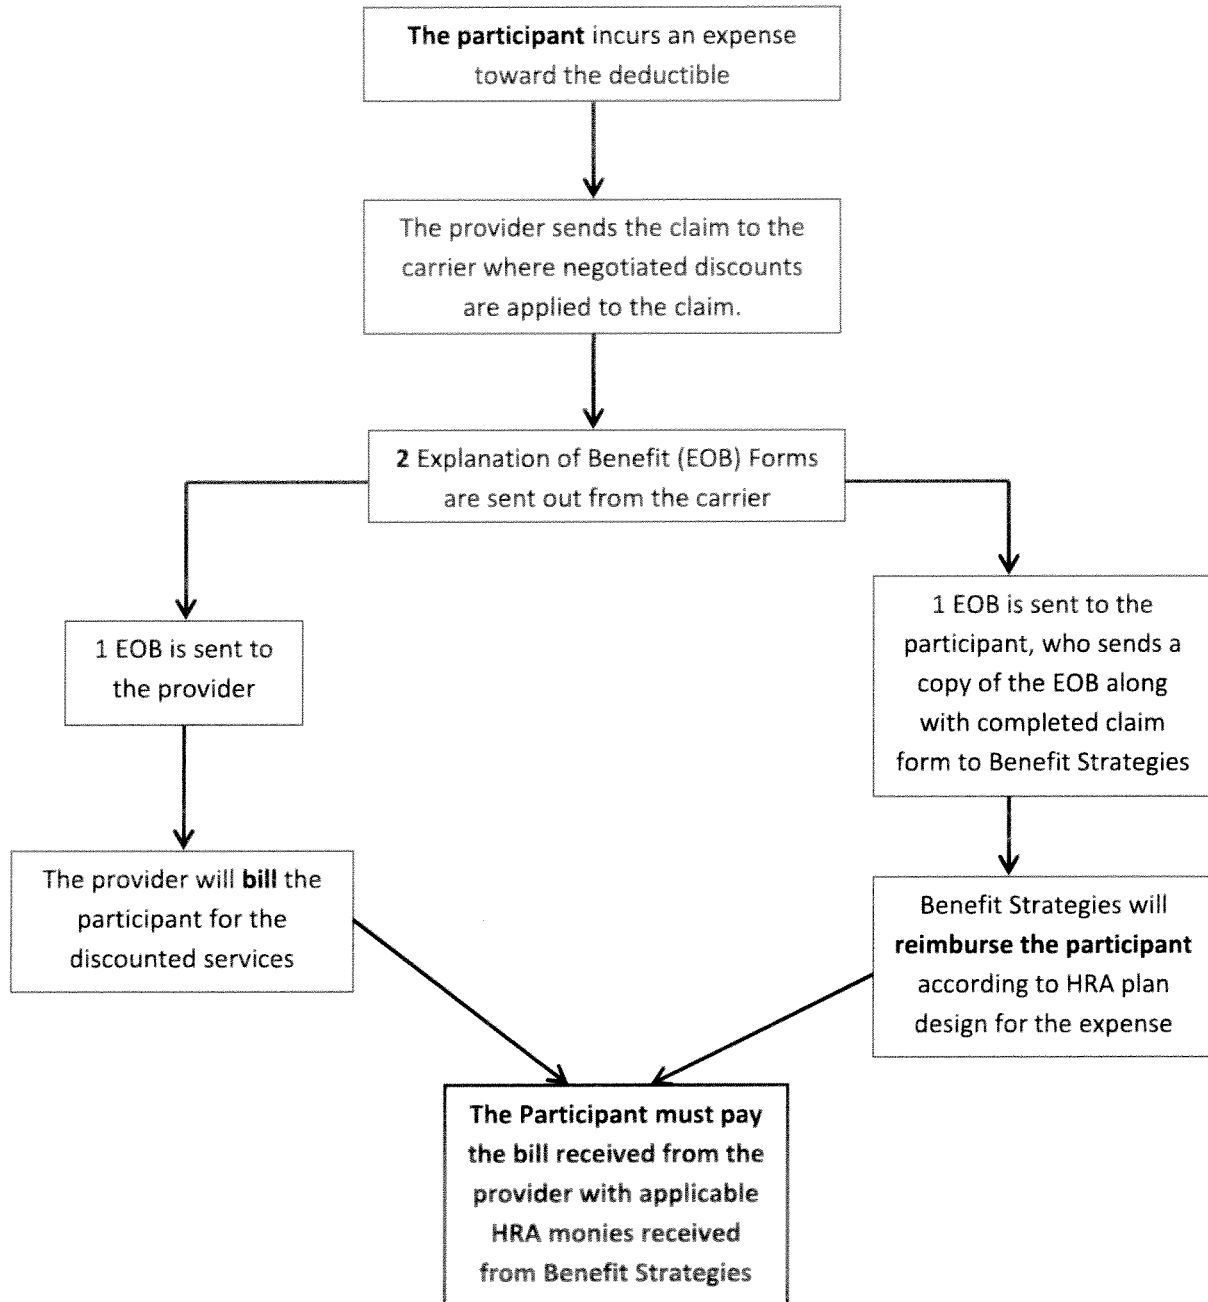 The participant incurs an expense
toward the deductible
The provider sends the claim to the
carrier where negotiated discounts
are applied to the claim.
2 Explanation of Benefit (EOB) Forms
are sent out from the carrier
1 EOB is sent to
the provider
1 EOB is sent to the
participant, who sends a
copy of the EOB along
with completed claim
form to Benefit Strategies
The provider will bill the
participant for the
discounted services
Benefit Strategies will
reimburse the participant
according to HRA plan
design for the expense
The Participant must pay
the bill received from the
provider with applicable
HRA monies received
from Benefit Strategies